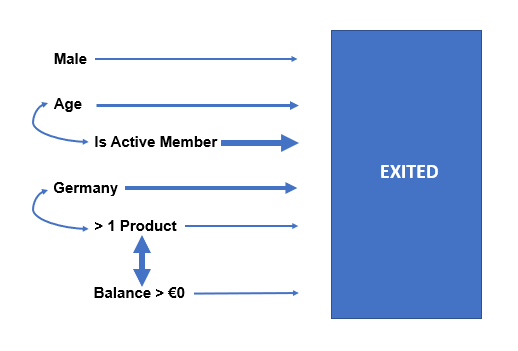 Male
Age
Is Active Member
EXITED
Germany
> 1 Product
Balance > €0